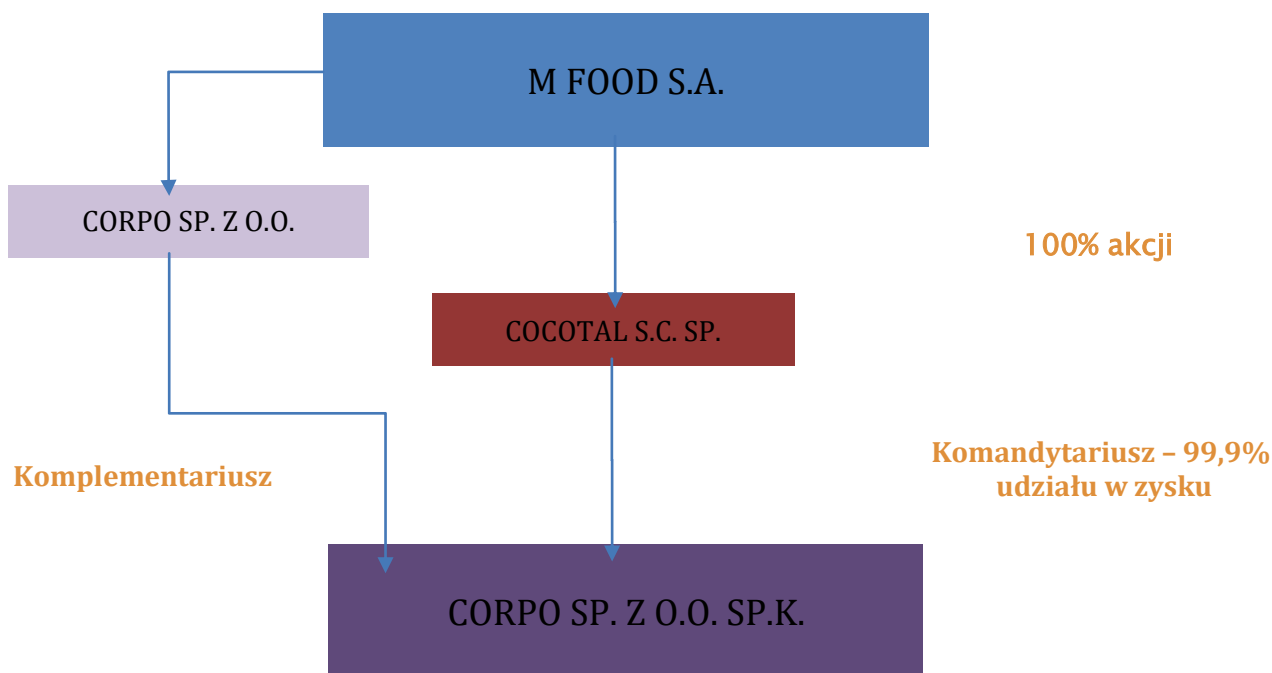 M FOOD S.A.
CORPO SP. Z O.O.
100% akcji
COCOTAL S.C. SP.
Komplementariusz
Komandytariusz – 99,9%
udziału w zysku
CORPO SP. Z O.O. SP.K.